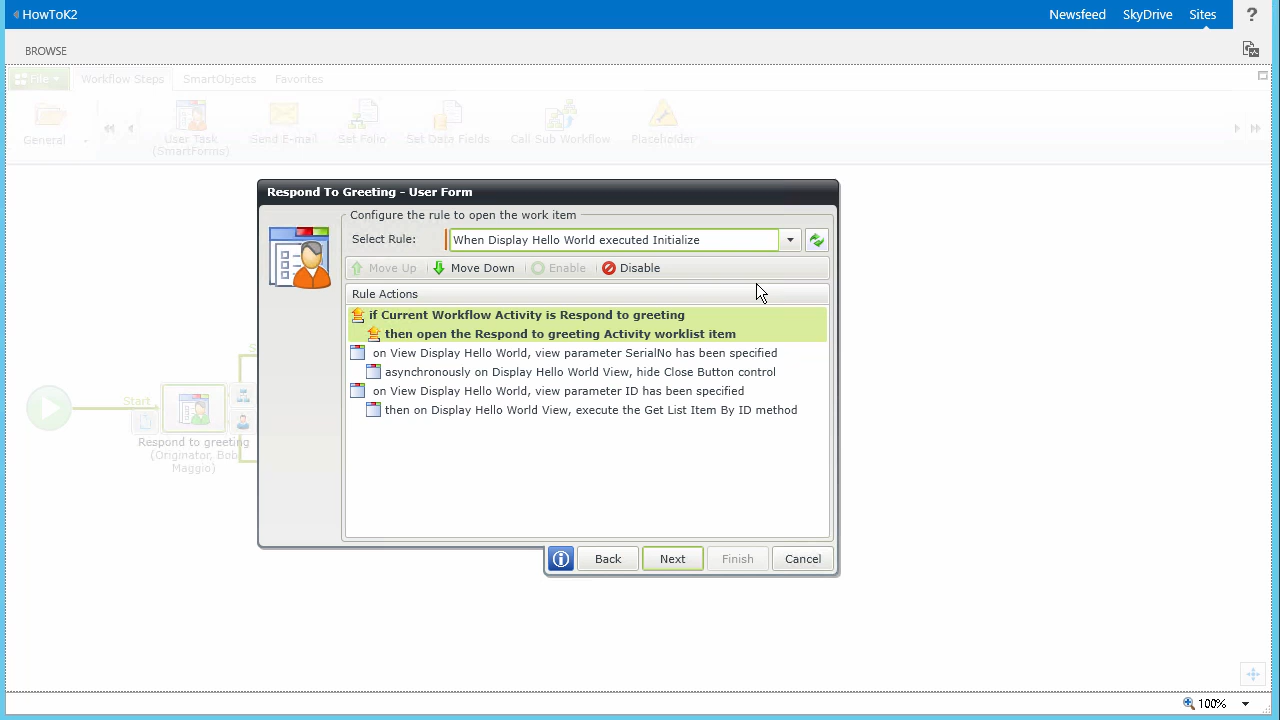 HowToK2
Newsfeed SkyDrive Sites ?
BROWSE
File Workflow Steps SmartObjects Favorites
General User Task (SmartForms) Send E-mail Set Folio Set Data Fields Call Sub Workflow Placeholder
Respond To Greeting - User Form
Configure the rule to open the work item
Select Rule: When Display Hello World executed Initialize
Move Up Move Down Enable Disable
Rule Actions
if Current Workflow Activity is Respond to greeting
then open the Respond to greeting Activity worklist item
on View Display Hello World, view parameter SerialNo has been specified
asynchronously on Display Hello World View, hide Close Button control
on View Display Hello World, view parameter ID has been specified
then on Display Hello World View, execute the Get List Item By ID method
Start
Respond to greeting
(Originator, Bob
Maggio)
Back Next Finish Cancel
100%